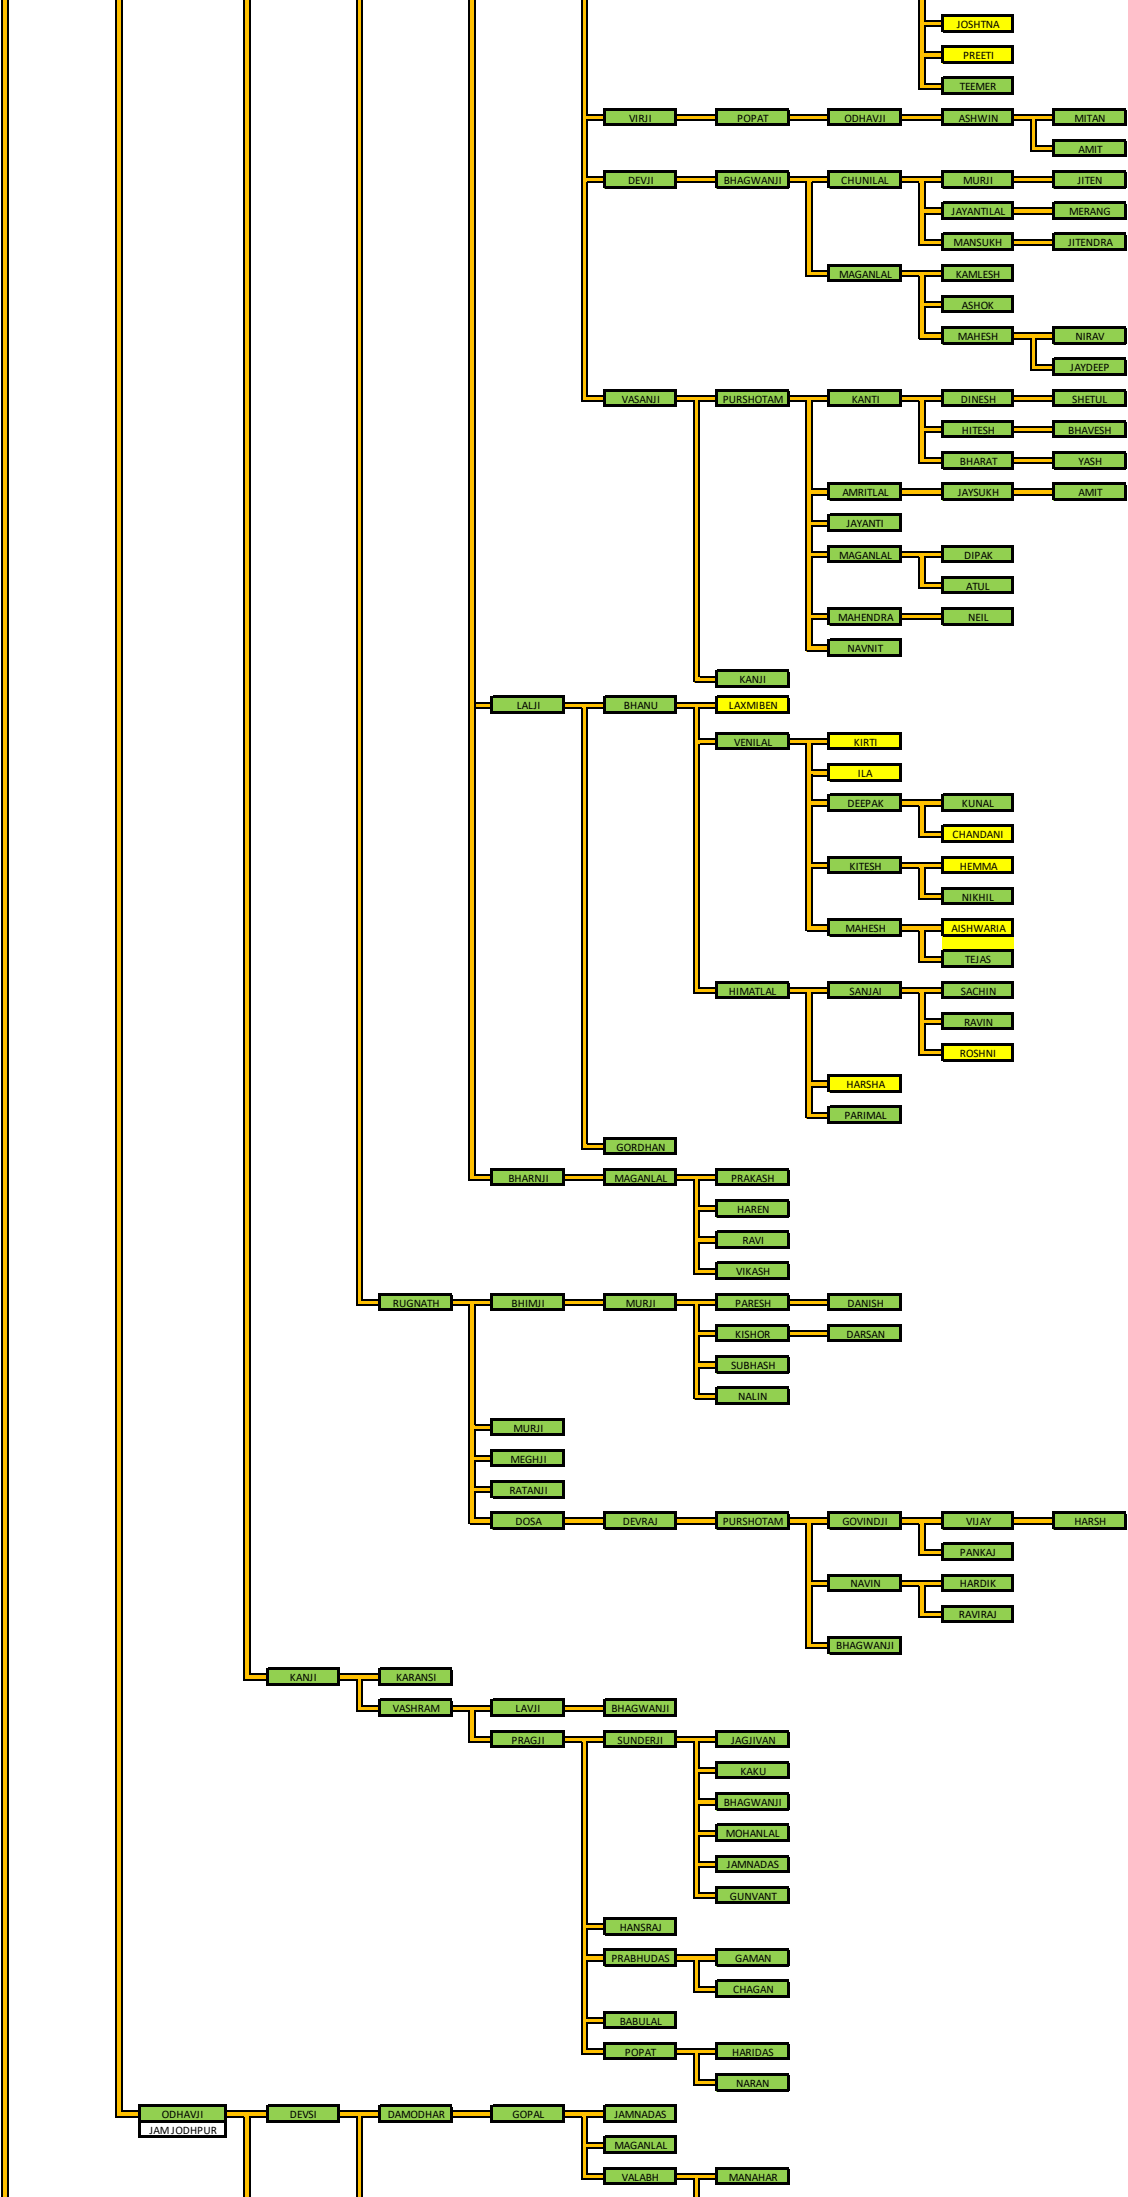 JOSHTNA
PREETI
TEEMER
VIRJI POPAT ODHAVJI ASHWIN MITAN
AMIT
DEVJI BHAGWANJI CHUNILAL MURJI JITEN
JAYANTILAL MERANG
MANSUKH JITENDRA
MAGANLAL KAMLESH
ASHOK
MAHESH NIRAV
JAYDEEP
VASANJI PURSHOTAM KANTI DINESH SHETUL
HITESH BHAVESH
BHARAT YASH
AMRITLAL JAYSUKH AMIT
JAYANTI
MAGANLAL DIPAK
ATUL
MAHENDRA NEIL
NAVNIT
KANJI
LALJI BHANU LAXMIBEN
VENILAL KIRTI
ILA
DEEPAK KUNAL
CHANDANI
KITESH HEMMA
NIKHIL
MAHESH AISHWARIA
TEJAS
HIMATLAL SANJAI SACHIN
RAVIN
ROSHNI
HARSHA
PARIMAL
GORDHAN
BHARNJI MAGANLAL PRAKASH
HAREN
RAVI
VIKASH
RUGNATH BHIMJI MURJI PARESH DANISH
KISHOR DARSAN
SUBHASH
NALIN
MURJI
MEGHJI
RATANJI
DOSA DEVRAJ PURSHOTAM GOVINDJI VIJAY HARSH
PANKAJ
NAVIN HARDIK
RAVIRAJ
BHAGWANJI
KANJI KARANSI
VASHRAM LAVJI BHAGWANJI
PRAGJI SUNDERJI JAGJIVAN
KAKU
BHAGWANJI
MOHANLAL
JAMNADAS
GUNVANT
HANSRAJ
PRABHUDAS GAMAN
CHAGAN
BABULAL
POPAT HARIDAS
NARAN
ODHAVJI DEVSI DAMODHAR GOPAL JAMNADAS
JAM JODHPUR
MAGANLAL
VALABH MANAHAR